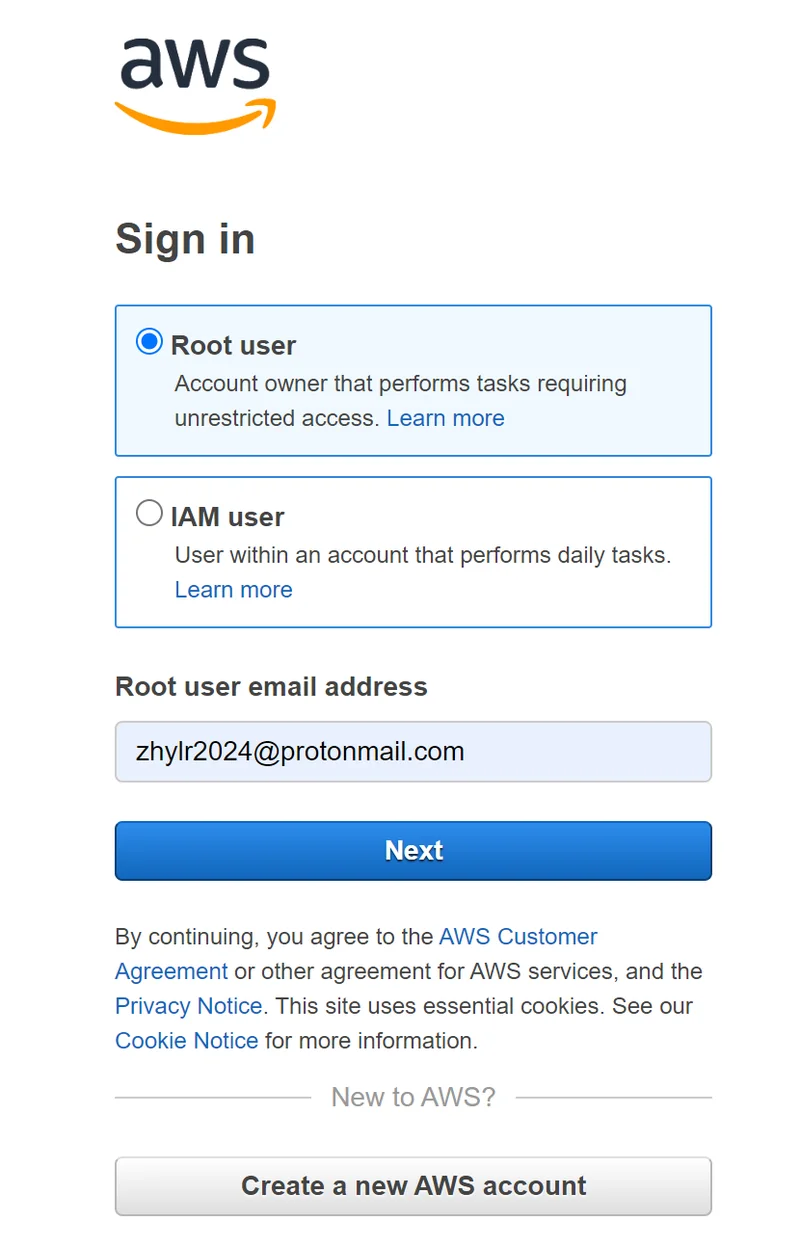 aws
Sign in
Root user
Account owner that performs tasks requiring
unrestricted access. Learn more
IAM user
User within an account that performs daily tasks.
Learn more
Root user email address
zhylr2024@protonmail.com
Next
By continuing, you agree to the AWS Customer
Agreement or other agreement for AWS services, and the
Privacy Notice. This site uses essential cookies. See our
Cookie Notice for more information.
New to AWS?
Create a new AWS account